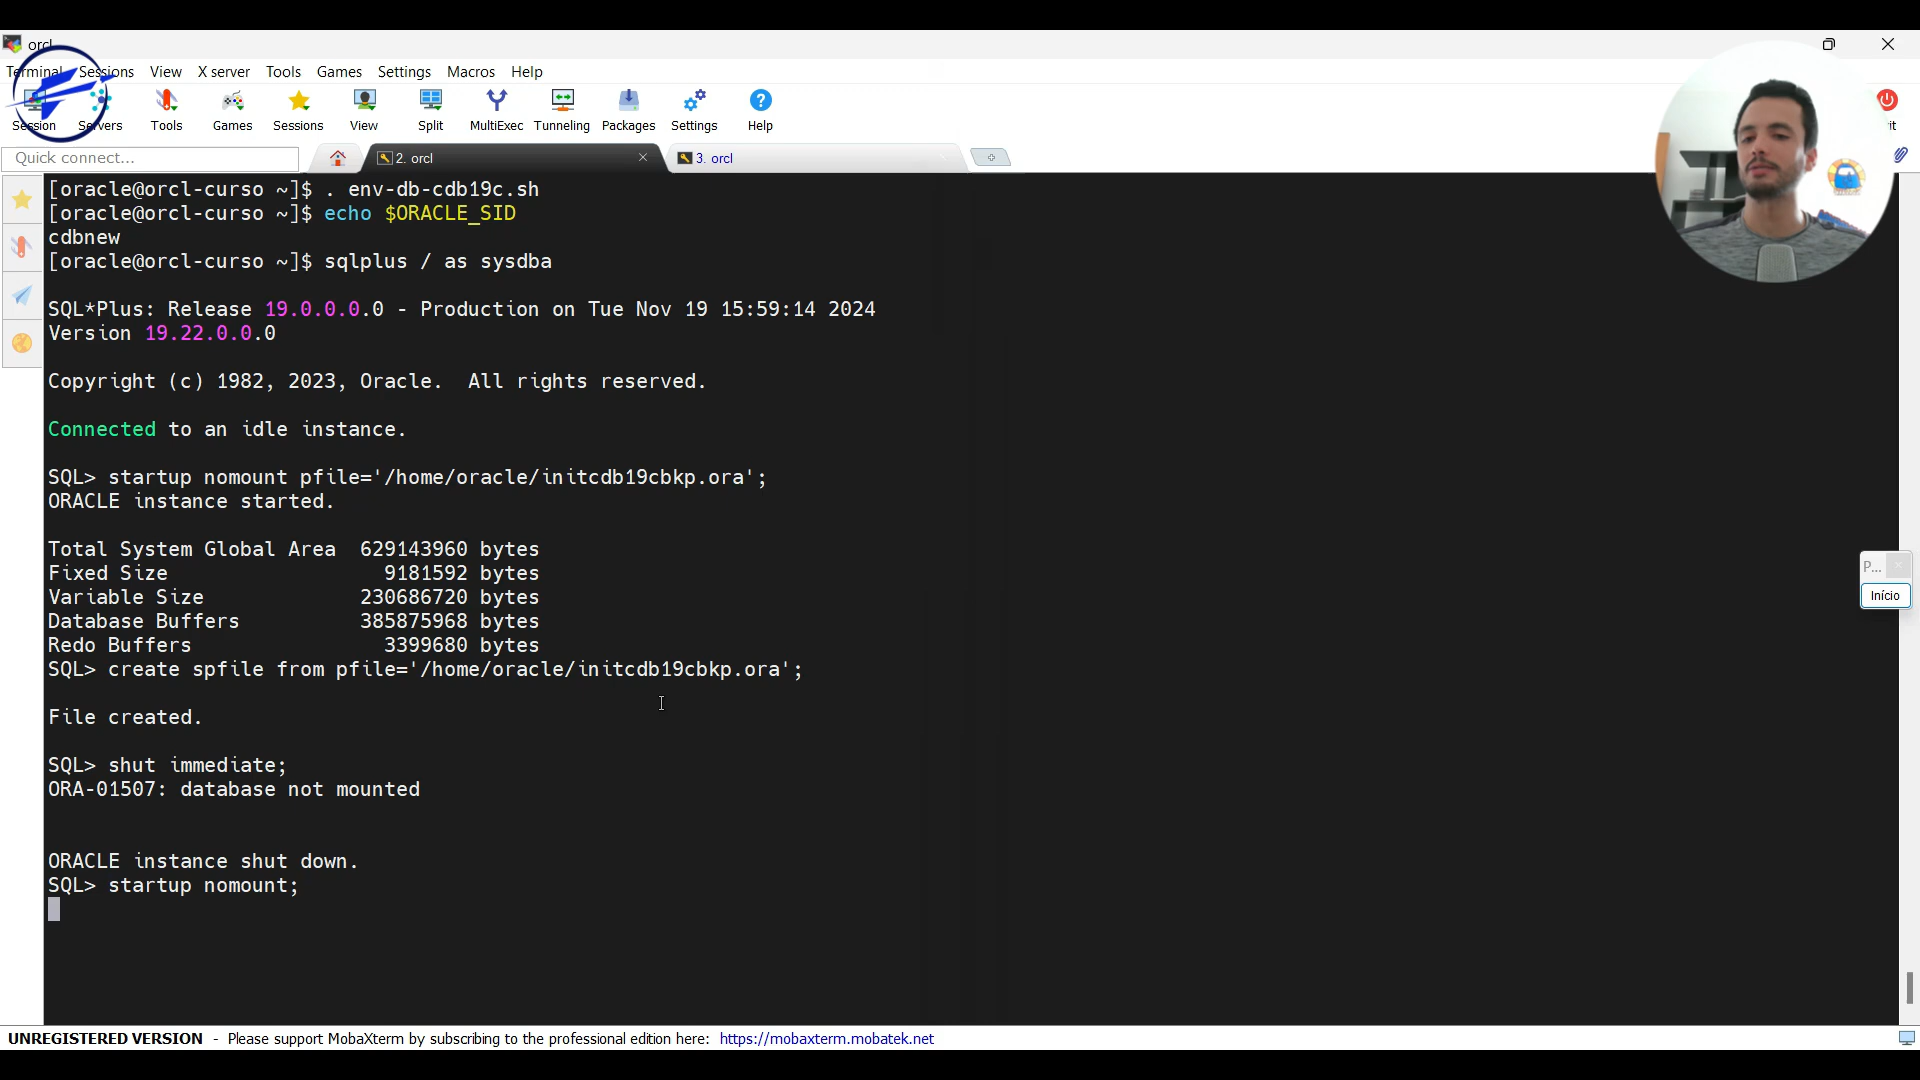 orcl
Terminal Sessions View X server Tools Games Settings Macros Help
Session Servers Tools Games Sessions View Split MultiExec Tunneling Packages Settings Help
Quick connect...
2. orcl
3. orcl
[oracle@orcl-curso ~]$ . env-db-cdb19c.sh
[oracle@orcl-curso ~]$ echo $ORACLE_SID
cdbnew
[oracle@orcl-curso ~]$ sqlplus / as sysdba
SQL*Plus: Release 19.0.0.0.0 - Production on Tue Nov 19 15:59:14 2024
Version 19.22.0.0.0
Copyright (c) 1982, 2023, Oracle.  All rights reserved.
Connected to an idle instance.
SQL> startup nomount pfile='/home/oracle/initcdb19cbkp.ora';
ORACLE instance started.
Total System Global Area  629143960 bytes
Fixed Size                  9181592 bytes
Variable Size             230686720 bytes
Database Buffers          385875968 bytes
Redo Buffers                3399680 bytes
SQL> create spfile from pfile='/home/oracle/initcdb19cbkp.ora';
File created.
SQL> shut immediate;
ORA-01507: database not mounted
ORACLE instance shut down.
SQL> startup nomount;
P...
Início
UNREGISTERED VERSION - Please support MobaXterm by subscribing to the professional edition here: https://mobaxterm.mobatek.net